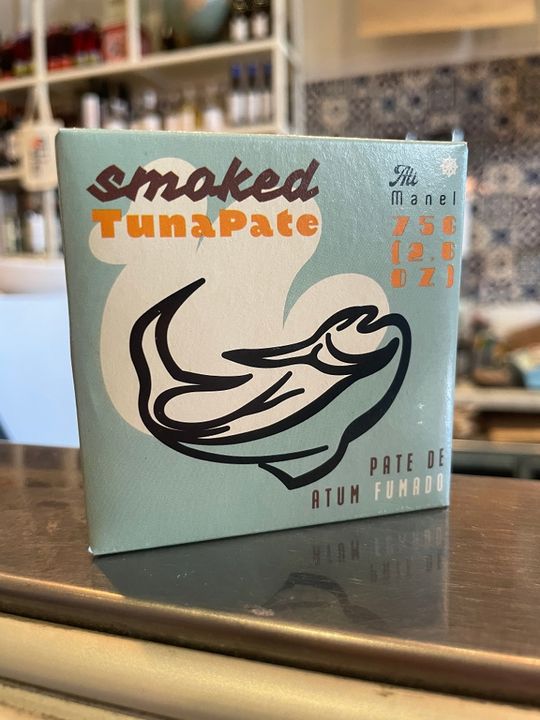 smoked
TunaPate
Ati
Manel
75G
(2.6
OZ)
PATE DE
ATUM FUMADO